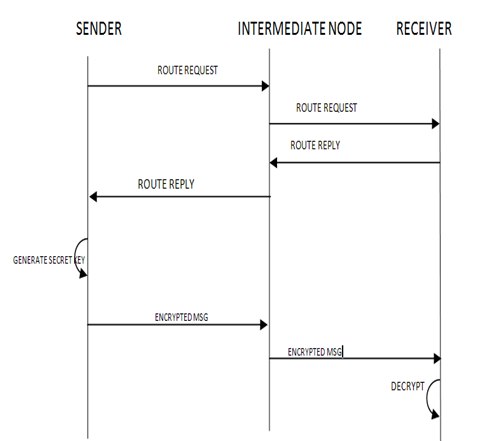 SENDER
INTERMEDIATE NODE
RECEIVER
ROUTE REQUEST
ROUTE REQUEST
ROUTE REPLY
ROUTE REPLY
GENERATE SECRET KEY
ENCRYPTED MSG
ENCRYPTED MSG
DECRYPT